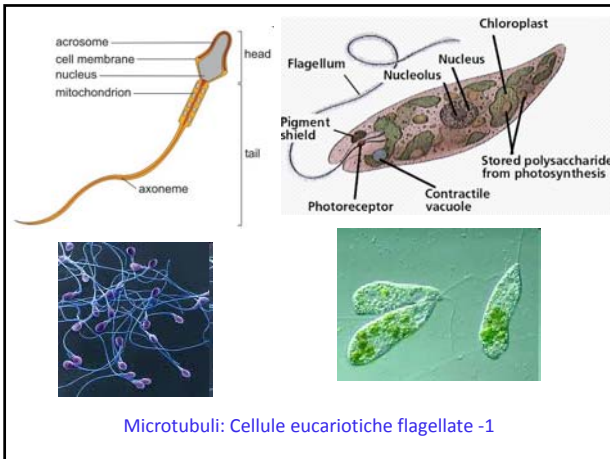 acrosome
cell membrane
nucleus
mitochondrion
head
tail
axoneme
Chloroplast
Nucleus
Nucleolus
Flagellum
Pigment
shield
Photoreceptor
Contractile
vacuole
Stored polysaccharide
from photosynthesis
Microtubuli: Cellule eucariotiche flagellate -1